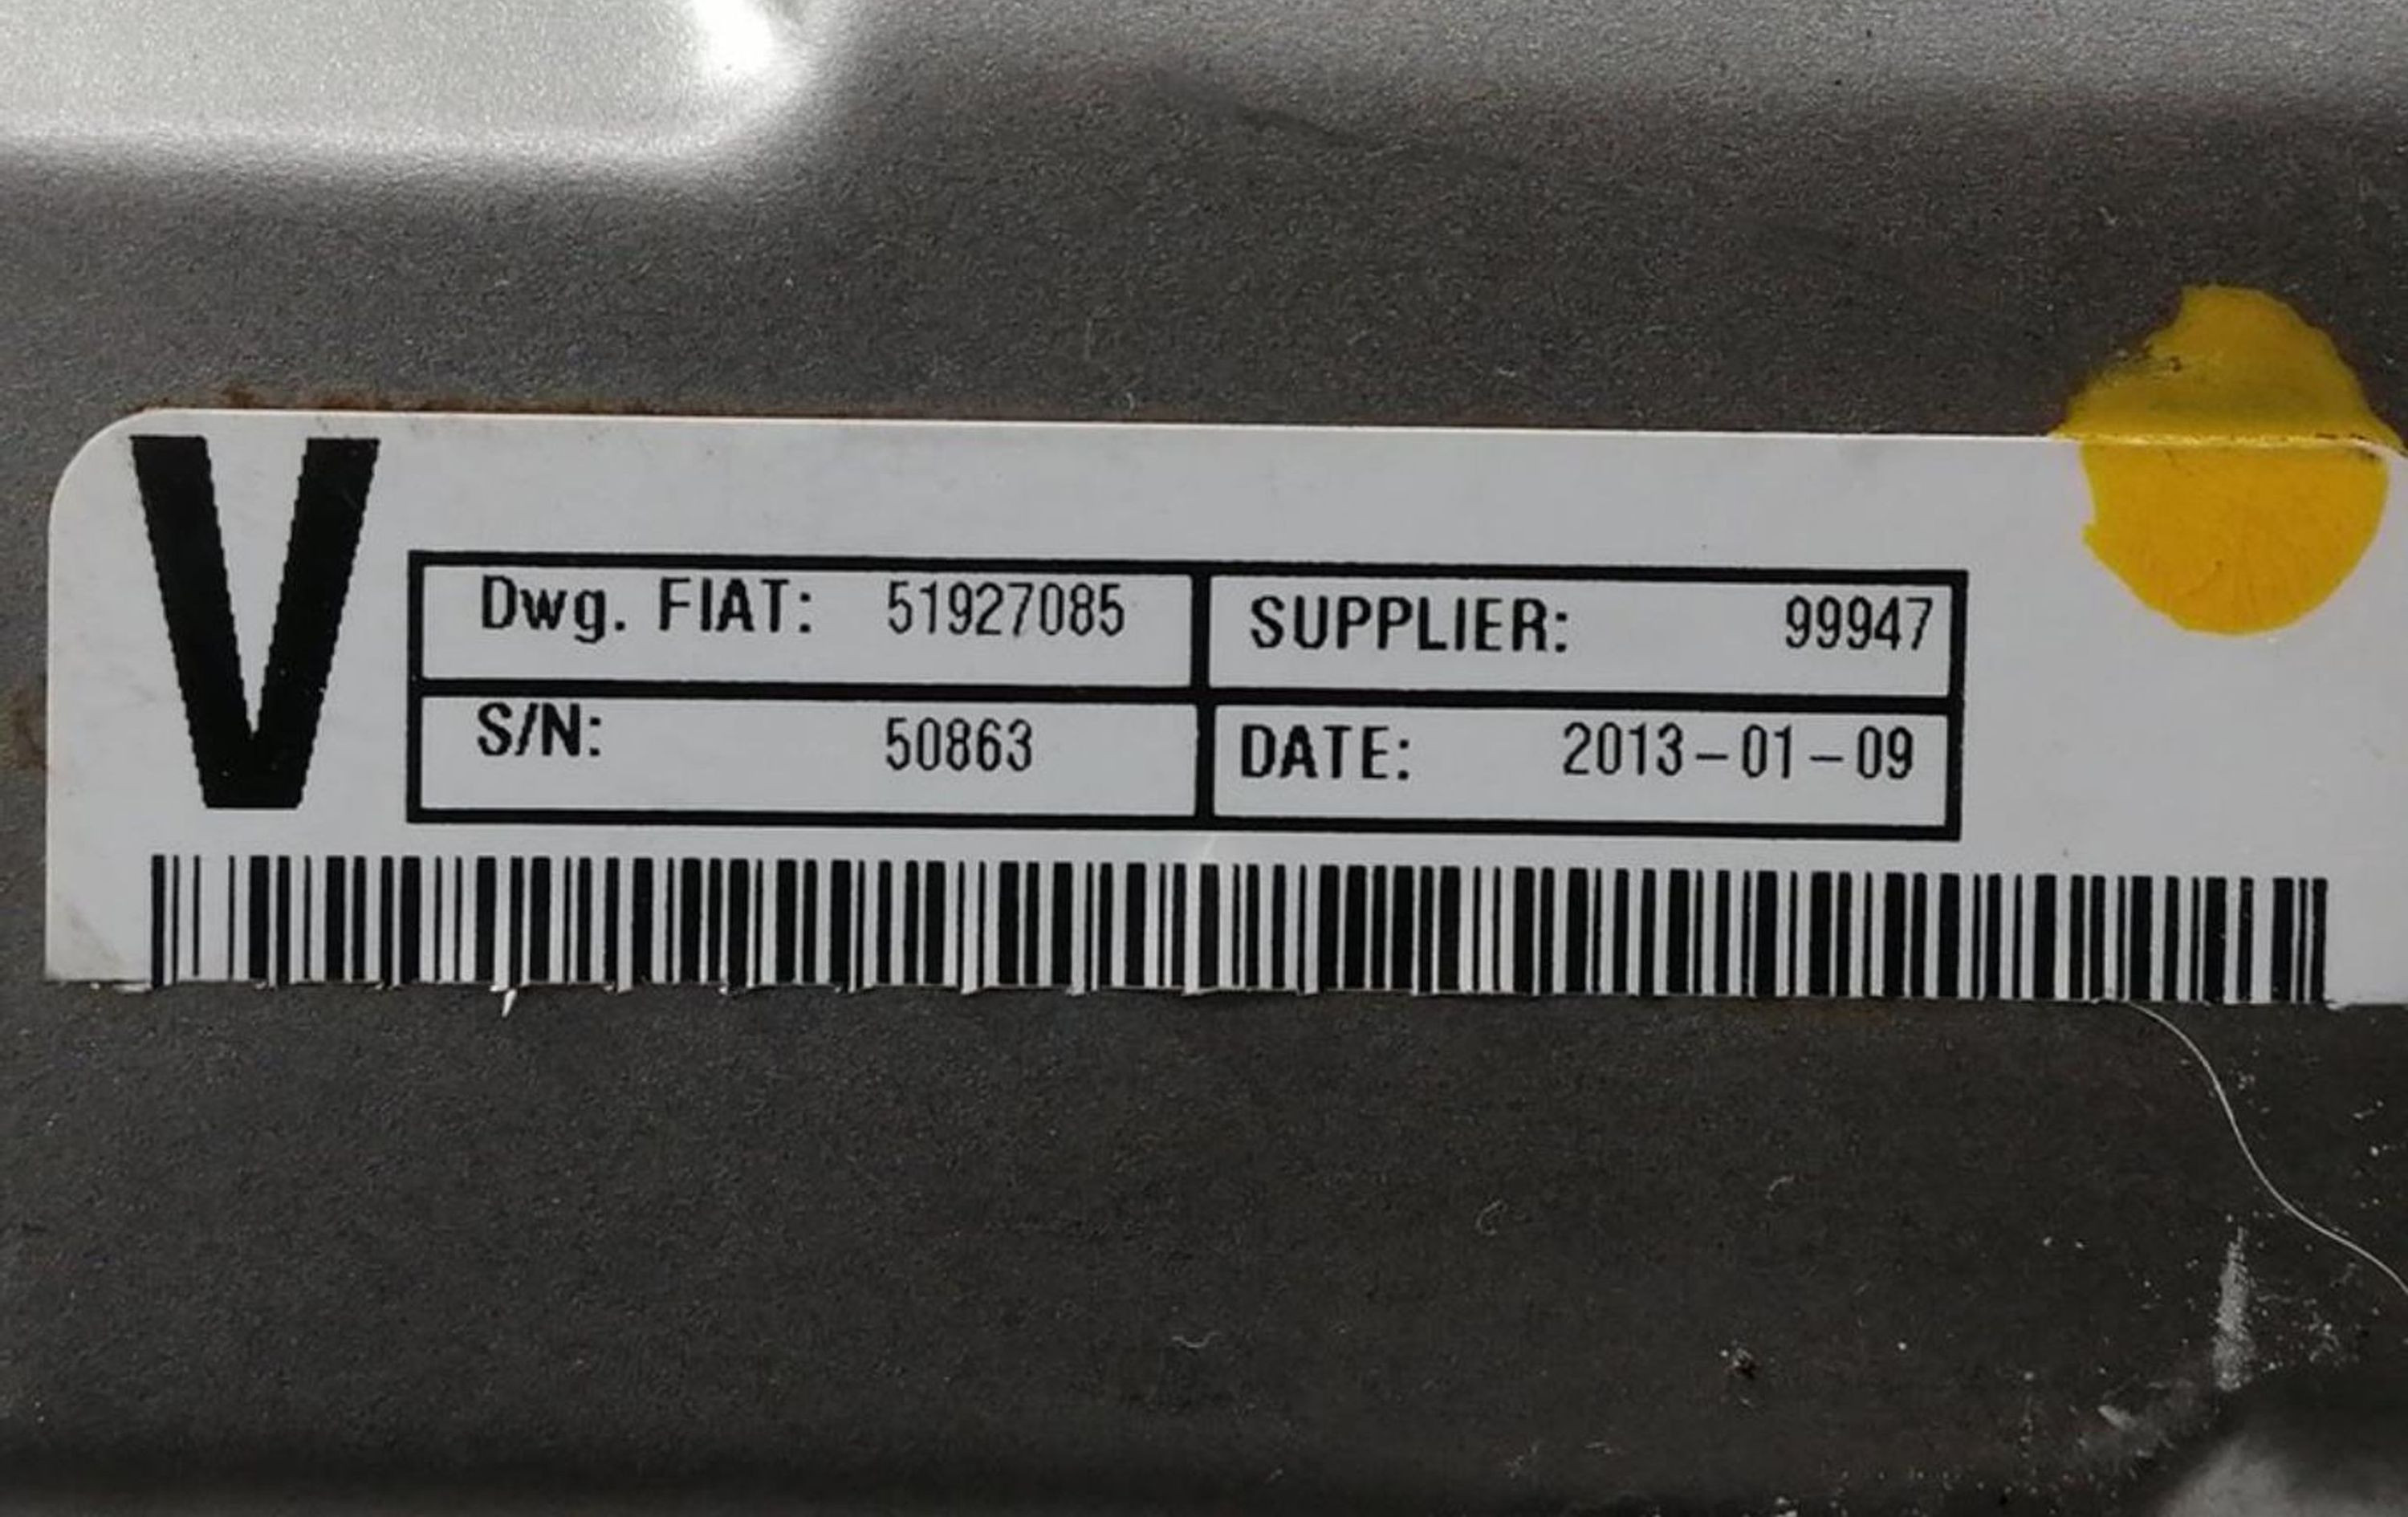 V
Dwg. FIAT: 51927085 SUPPLIER: 99947
S/N: 50863 DATE: 2013-01-09